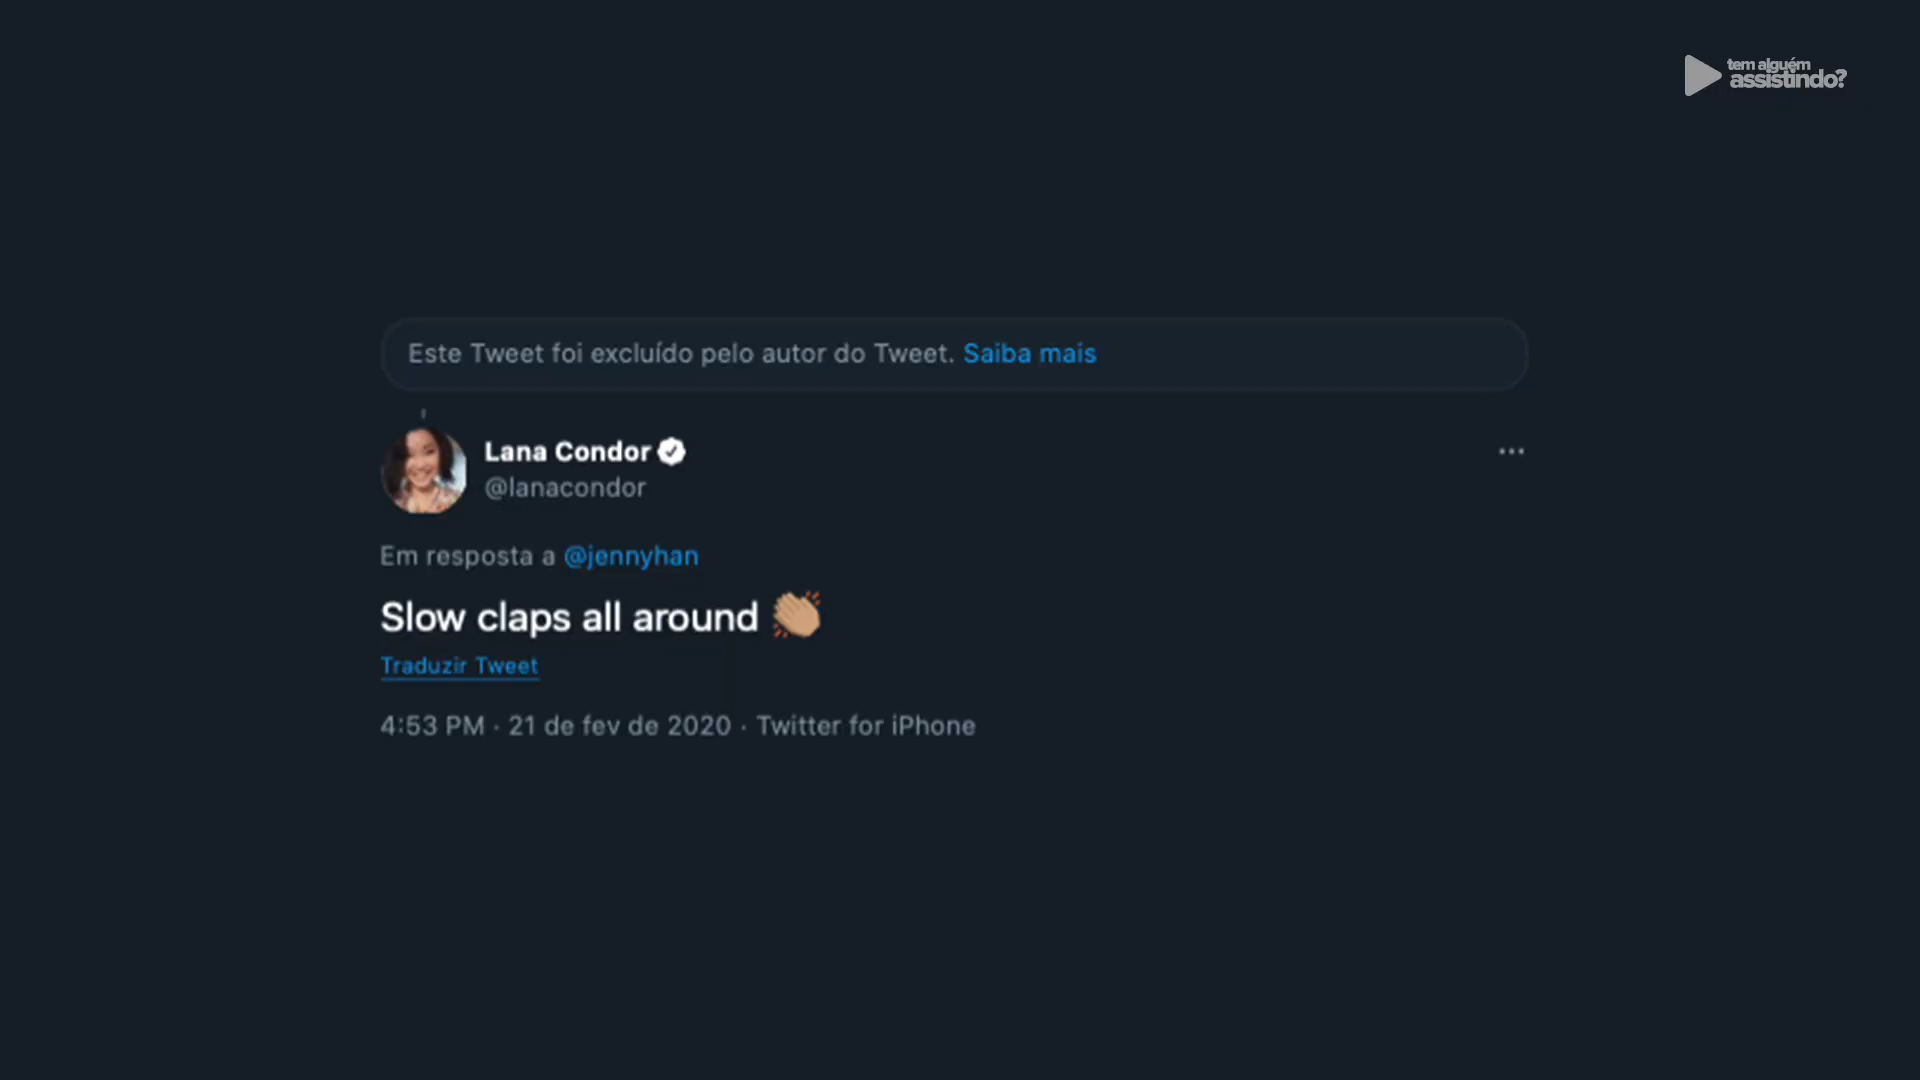 tem alguém
assistindo?
Este Tweet foi excluído pelo autor do Tweet. Saiba mais
Lana Condor
@lanacondor
Em resposta a @jennyhan
Slow claps all around 👏🏼
Traduzir Tweet
4:53 PM · 21 de fev de 2020 · Twitter for iPhone